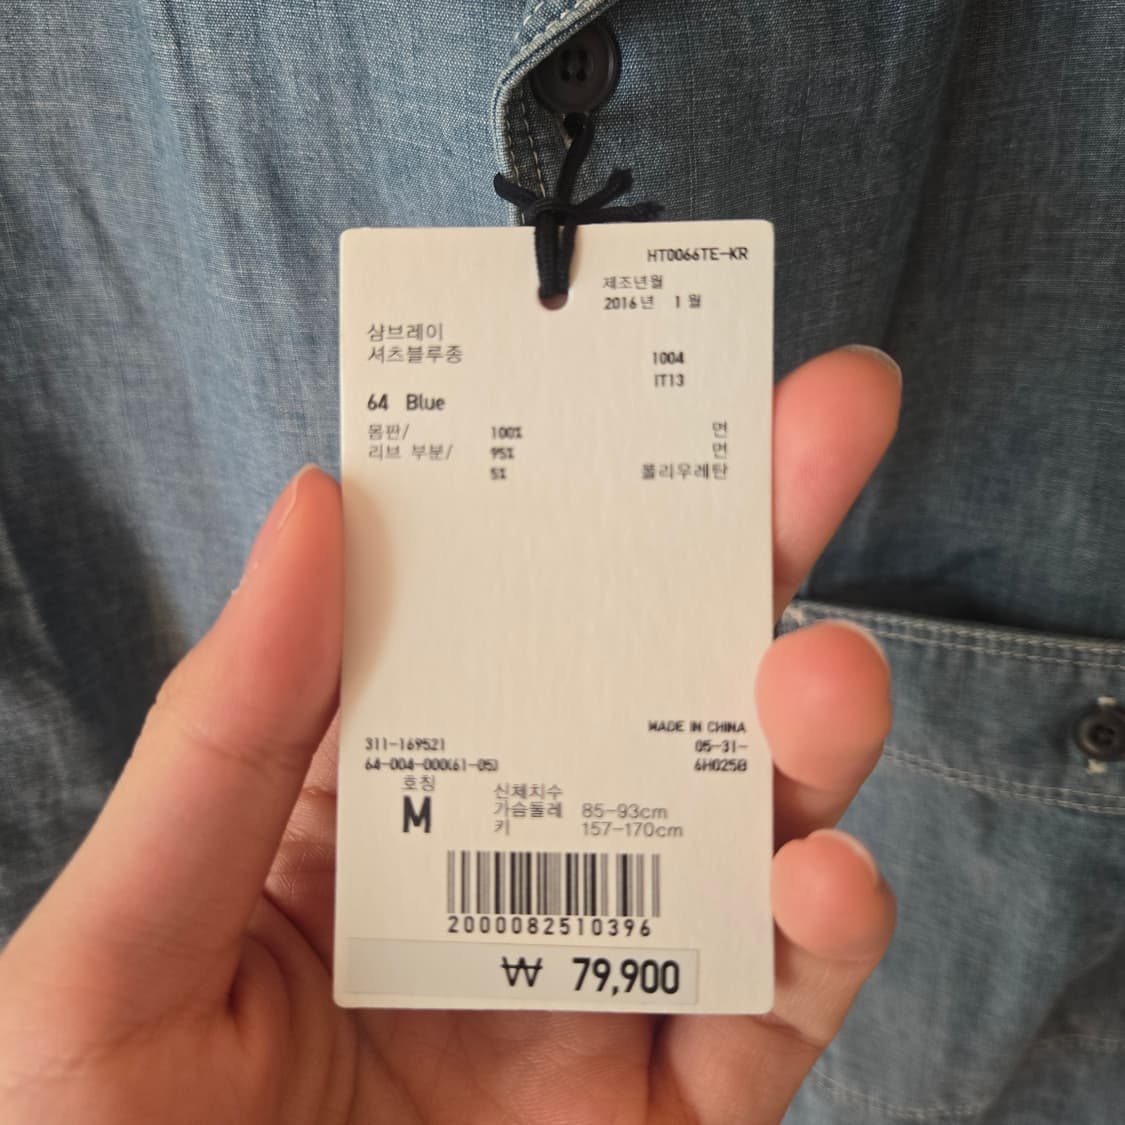 HT0066TE-KR
제조년월
2016년 1월
샴브레이
셔츠블루종
1004
IT13
64 Blue
몸판/ 100% 면
리브 부분/ 95% 면
5% 폴리우레탄
MADE IN CHINA
311-169521
05-31-
64-004-000(61-05)
6H025B
호칭
M
신체치수
가슴둘레 85-93cm
키 157-170cm
2000082510396
₩ 79,900